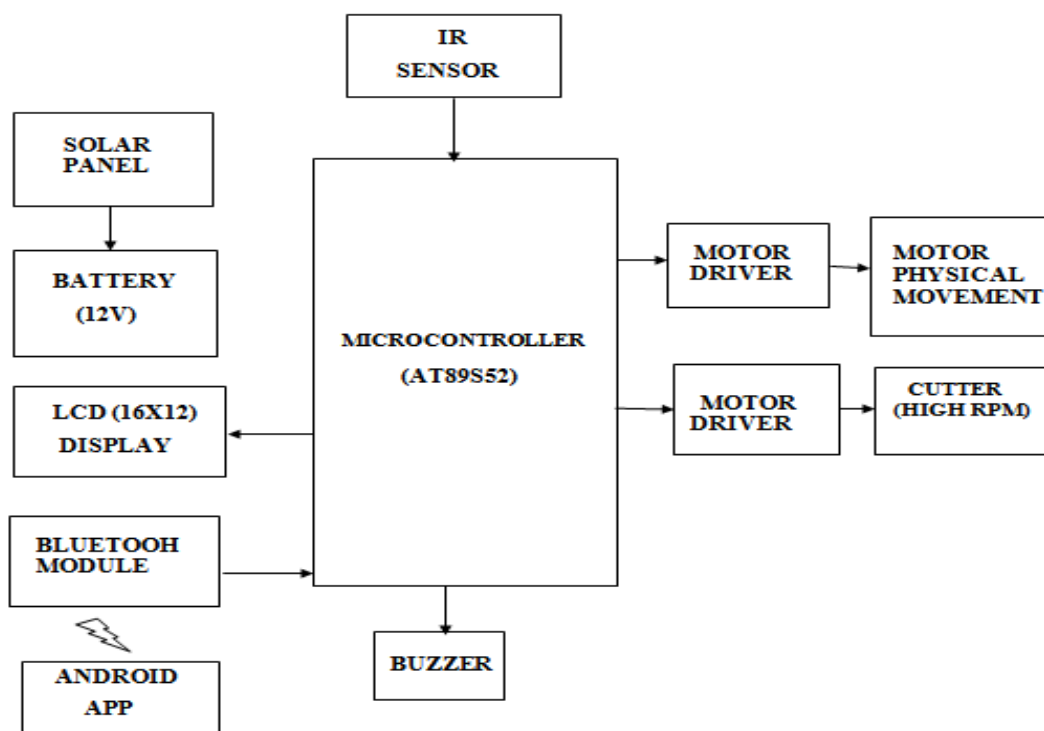 IR
SENSOR
SOLAR
PANEL
BATTERY
(12V)
LCD (16X12)
DISPLAY
BLUETOOH
MODULE
ANDROID
APP
MICROCONTROLLER
(AT89S52)
BUZZER
MOTOR
DRIVER
MOTOR
PHYSICAL
MOVEMENT
MOTOR
DRIVER
CUTTER
(HIGH RPM)